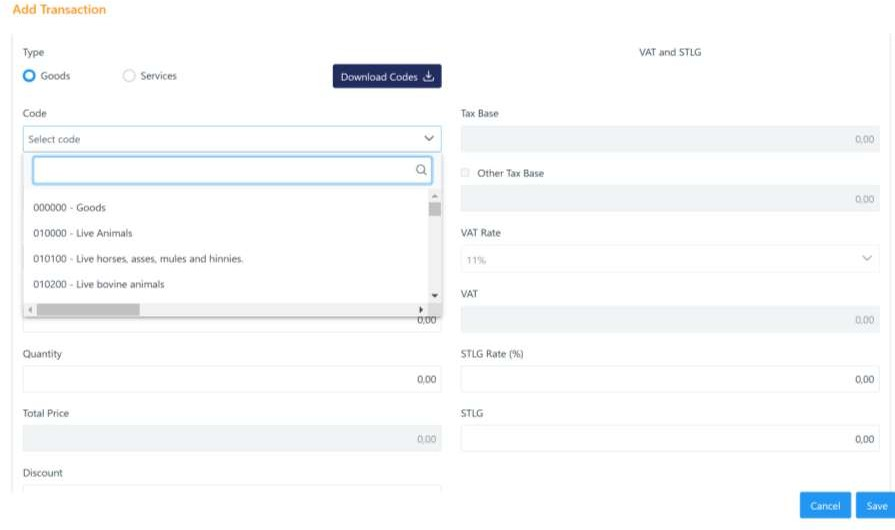 Add Transaction
Type
VAT and STLG
Goods
Services
Download Codes
Code
Tax Base
Select code
0,00
Other Tax Base
0,00
000000 - Goods
010000 - Live Animals
VAT Rate
010100 - Live horses, asses, mules and hinnies.
11%
010200 - Live bovine animals
VAT
0,00
0,00
Quantity
STLG Rate (%)
0,00
0,00
Total Price
STLG
0,00
0,00
Discount
Cancel
Save